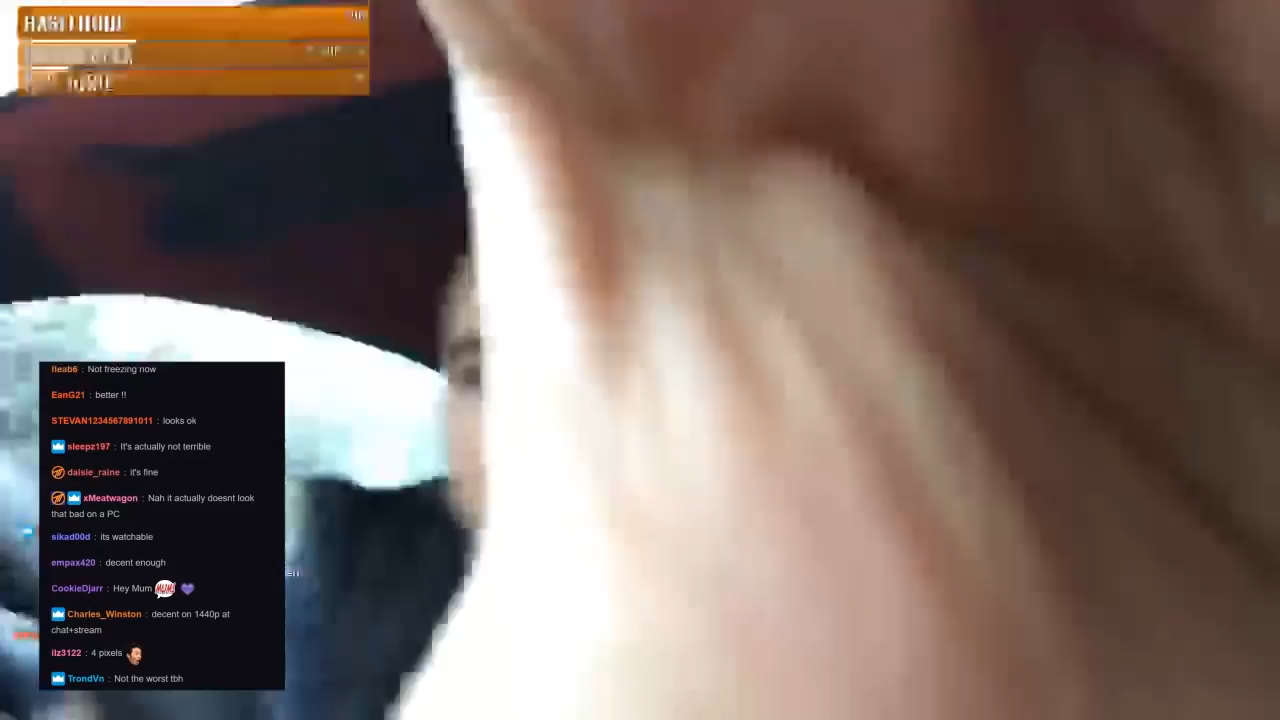 fleab6 : Not freezing now
EanG21 : better !!
STEVAN1234567891011 : looks ok
sleepz197 : It's actually not terrible
daisie_raine : it's fine
xMeatwagon : Nah it actually doesnt look
that bad on a PC
sikad00d : its watchable
empax420 : decent enough
CookieDjarr : Hey Mum
Charles_Winston : decent on 1440p at
chat+stream
ilz3122 : 4 pixels
TrondVn : Not the worst tbh